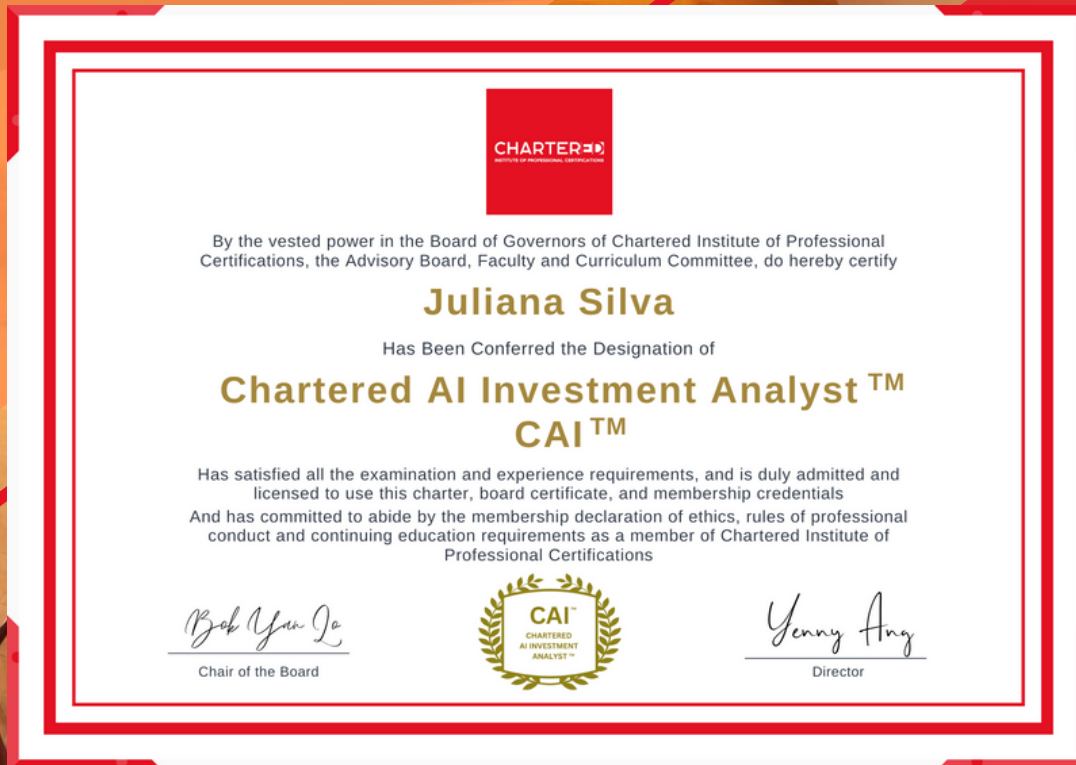 CHARTERED
INSTITUTE OF PROFESSIONAL CERTIFICATIONS
By the vested power in the Board of Governors of Chartered Institute of Professional
Certifications, the Advisory Board, Faculty and Curriculum Committee, do hereby certify
Juliana Silva
Has Been Conferred the Designation of
Chartered AI Investment Analyst™
CAI™
Has satisfied all the examination and experience requirements, and is duly admitted and
licensed to use this charter, board certificate, and membership credentials
And has committed to abide by the membership declaration of ethics, rules of professional
conduct and continuing education requirements as a member of Chartered Institute of
Professional Certifications
Bok Yan Lo
Chair of the Board
CAI™
CHARTERED
AI INVESTMENT
ANALYST™
Yenny Ang
Director